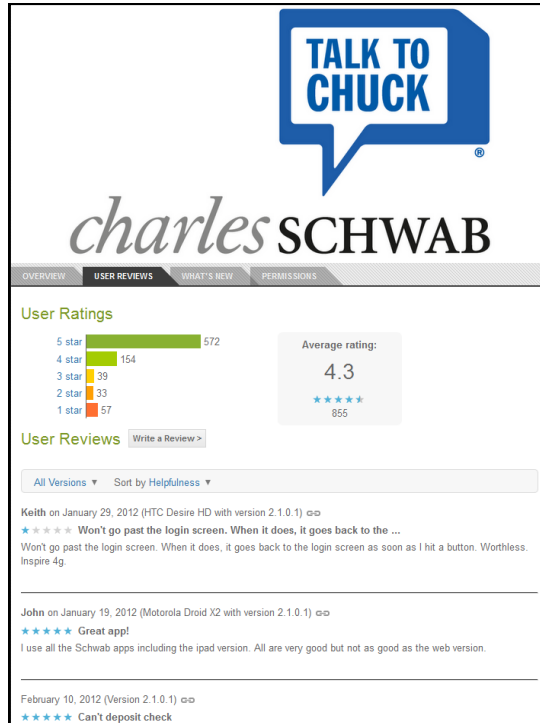 TALK TO
CHUCK
®
charles SCHWAB
OVERVIEW USER REVIEWS WHAT'S NEW PERMISSIONS
User Ratings
5 star 572
4 star 154
3 star 39
2 star 33
1 star 57
Average rating:
4.3
855
User Reviews Write a Review >
All Versions ▼ Sort by Helpfulness ▼
Keith on January 29, 2012 (HTC Desire HD with version 2.1.0.1)
Won't go past the login screen. When it does, it goes back to the ...
Won't go past the login screen. When it does, it goes back to the login screen as soon as I hit a button. Worthless.
Inspire 4g.
John on January 19, 2012 (Motorola Droid X2 with version 2.1.0.1)
Great app!
I use all the Schwab apps including the ipad version. All are very good but not as good as the web version.
February 10, 2012 (Version 2.1.0.1)
Can't deposit check